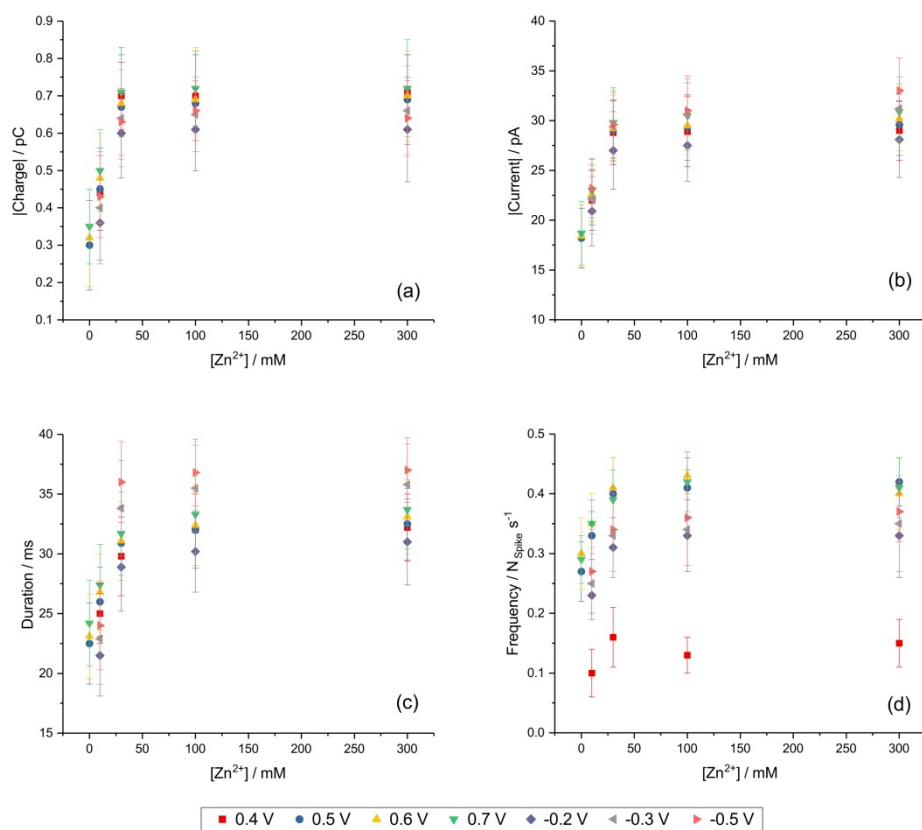 0.9
0.8
0.7
0.6
0.5
0.4
0.3
0.2
0.1
|Charge| / pC
0 50 100 150 200 250 300
[Zn²⁺] / mM
(a)
40
35
30
25
20
15
10
|Current| / pA
0 50 100 150 200 250 300
[Zn²⁺] / mM
(b)
40
35
30
25
20
15
Duration / ms
0 50 100 150 200 250 300
[Zn²⁺] / mM
(c)
0.5
0.4
0.3
0.2
0.1
0.0
Frequency / N_Spike s⁻¹
0 50 100 150 200 250 300
[Zn²⁺] / mM
(d)
0.4 V 0.5 V 0.6 V 0.7 V -0.2 V -0.3 V -0.5 V